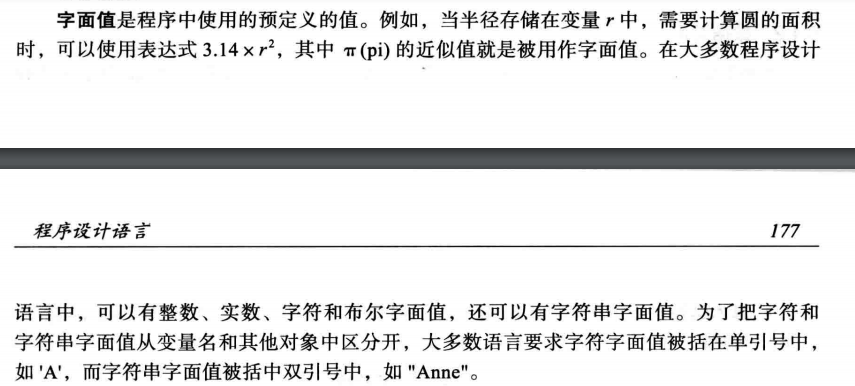 字面值是程序中使用的预定义的值。例如，当半径存储在变量 r 中，需要计算圆的面积
时，可以使用表达式 3.14 × r²，其中 π (pi) 的近似值就是被用作字面值。在大多数程序设计
程序设计语言 177
语言中，可以有整数、实数、字符和布尔字面值，还可以有字符串字面值。为了把字符和
字符串字面值从变量名和其他对象中区分开，大多数语言要求字符字面值被括在单引号中，
如 'A'，而字符串字面值被括中双引号中，如 "Anne"。